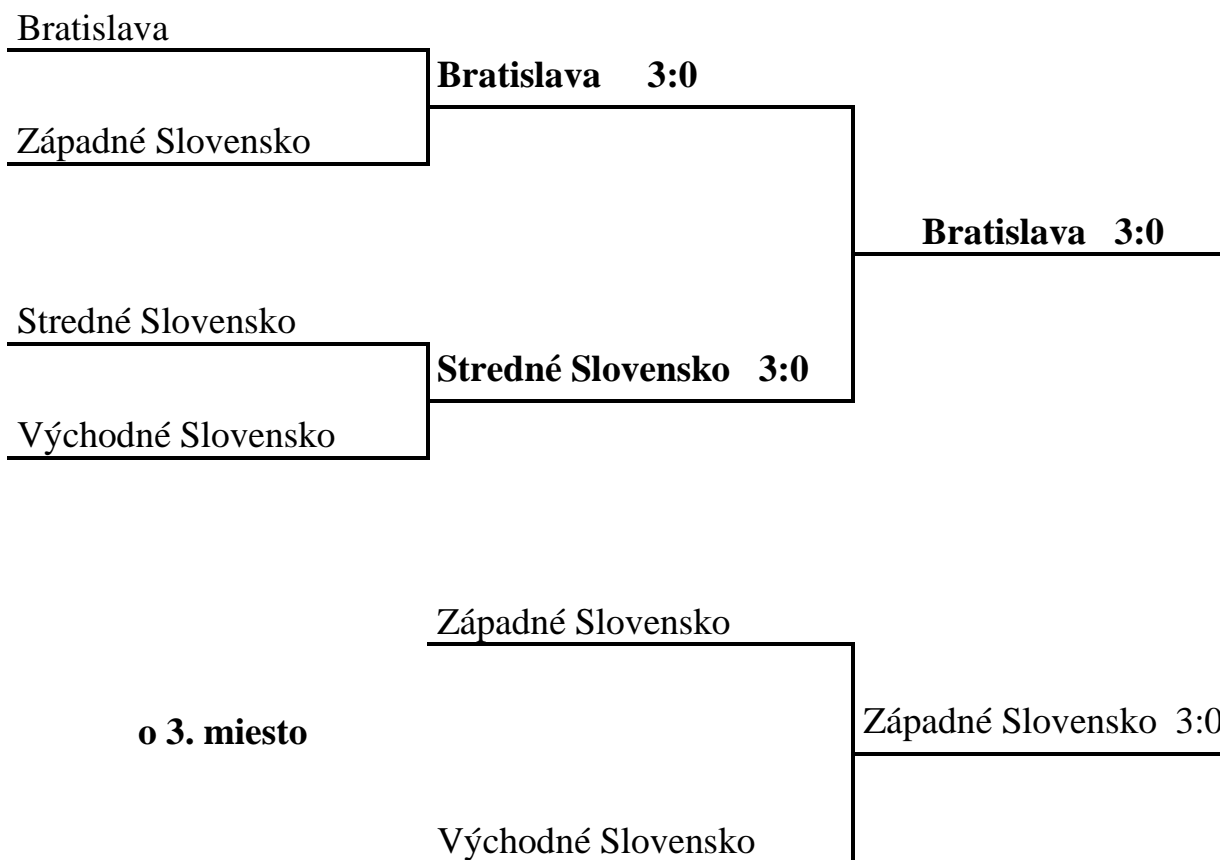 Bratislava
Bratislava 3:0
Západné Slovensko
Bratislava 3:0
Stredné Slovensko
Stredné Slovensko 3:0
Východné Slovensko
Západné Slovensko
o 3. miesto
Západné Slovensko 3:0
Východné Slovensko